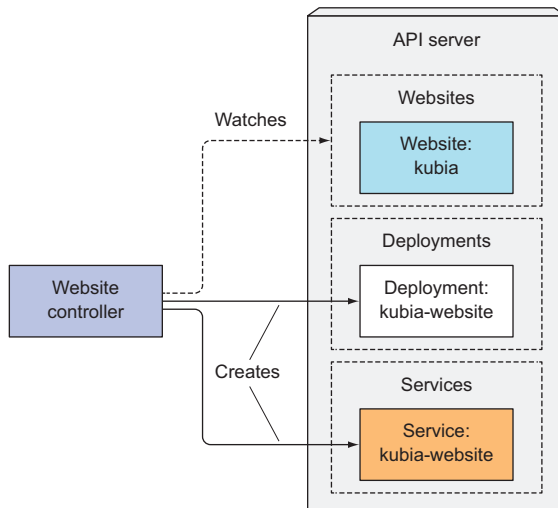 API server
Websites
Watches
Website:
kubia
Deployments
Website
controller
Deployment:
kubia-website
Creates
Services
Service:
kubia-website